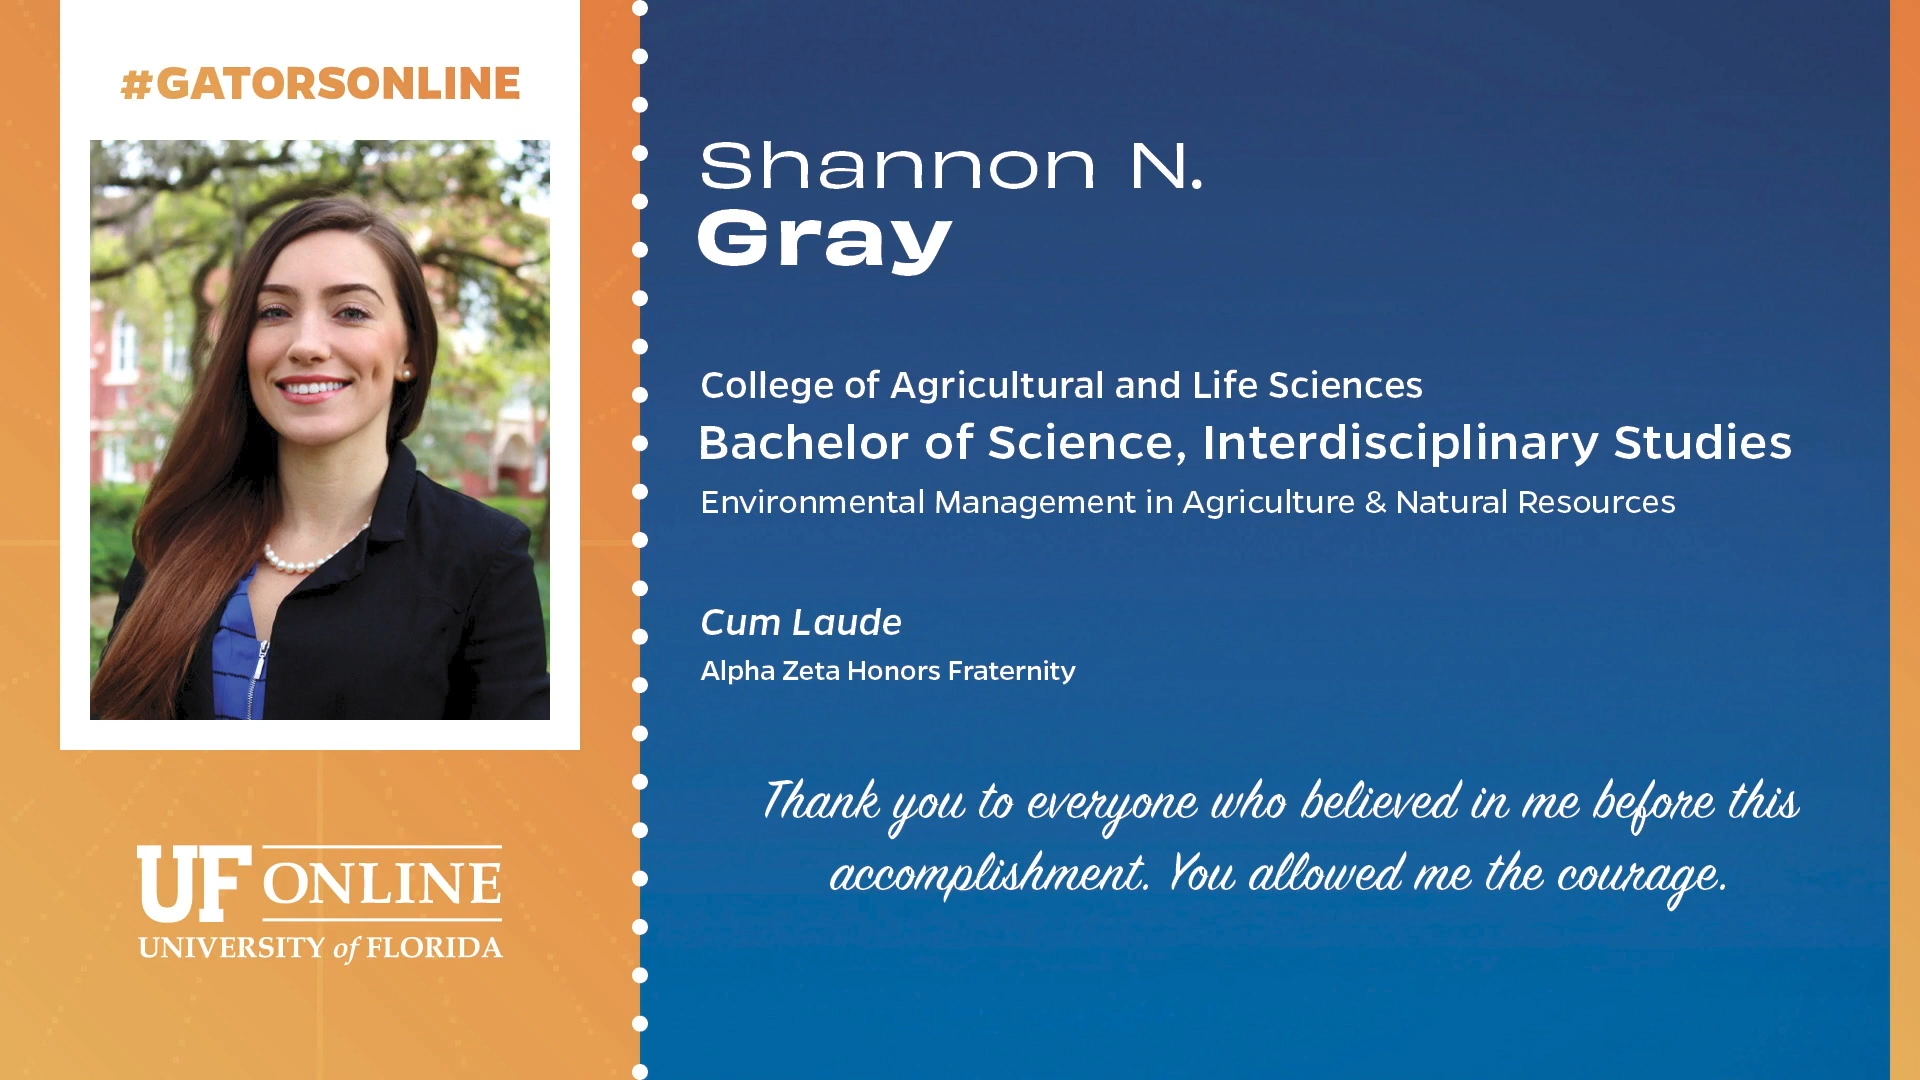 #GATORSONLINE
UF ONLINE
UNIVERSITY of FLORIDA
Shannon N.
Gray
College of Agricultural and Life Sciences
Bachelor of Science, Interdisciplinary Studies
Environmental Management in Agriculture & Natural Resources
Cum Laude
Alpha Zeta Honors Fraternity
Thank you to everyone who believed in me before this
accomplishment. You allowed me the courage.